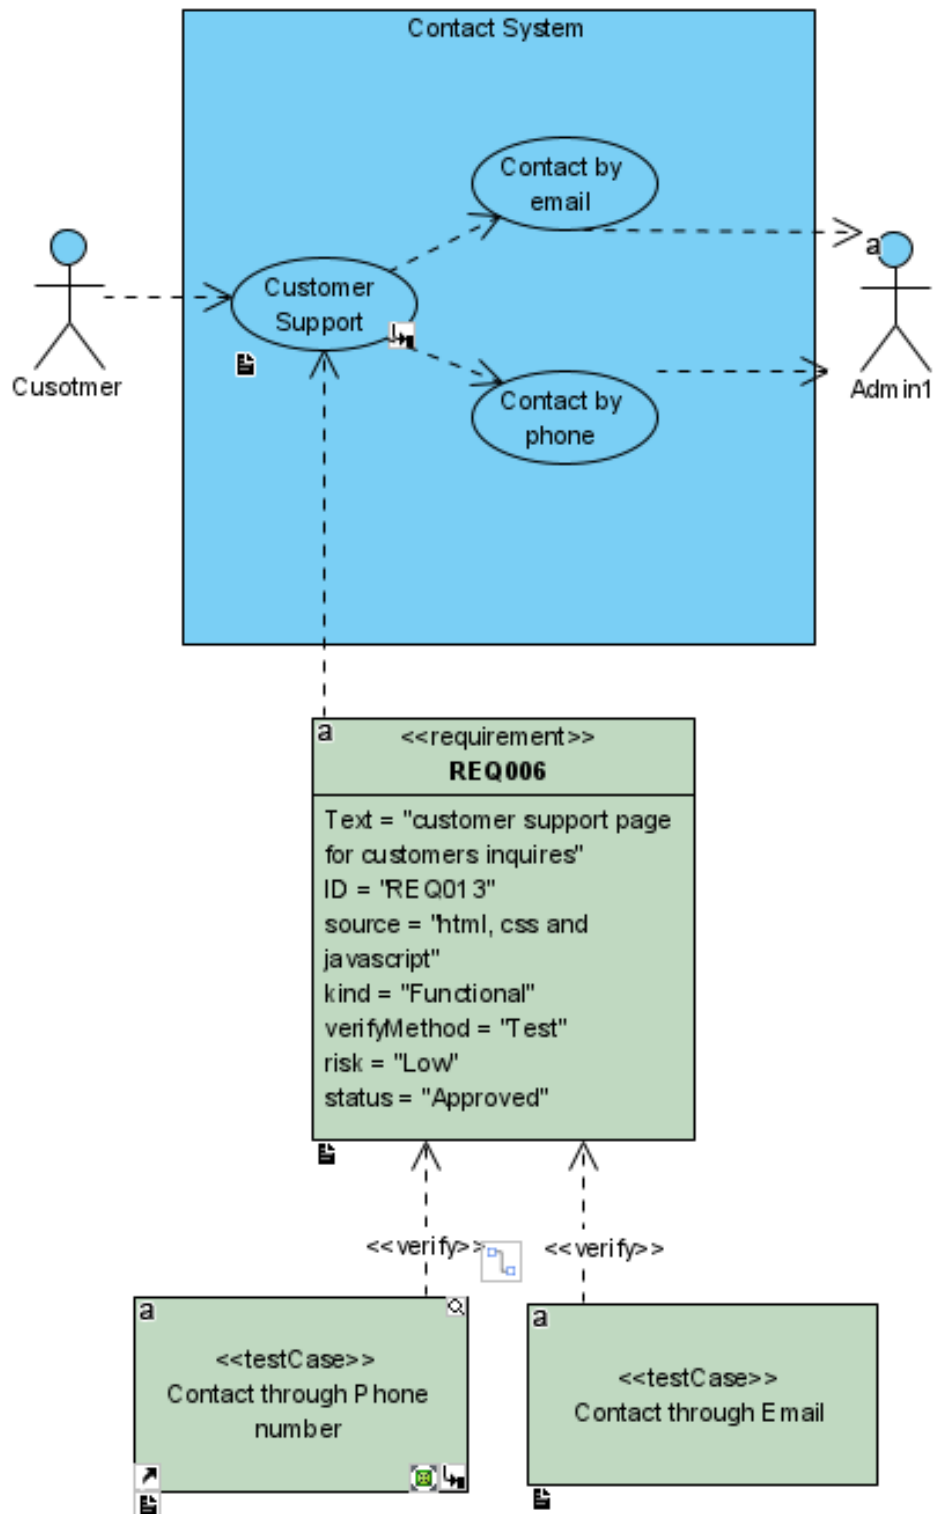 Contact System
Contact by
email
a
Customer
Support
Cusotmer
Admin1
Contact by
phone
a
<<requirement>>
REQ006
Text = "customer support page
for customers inquires"
ID = "REQ013"
source = "html, css and
javascript"
kind = "Functional"
verifyMethod = "Test"
risk = "Low"
status = "Approved"
<<verify>>
<<verify>>
a
<<testCase>>
Contact through Phone
number
a
<<testCase>>
Contact through Email